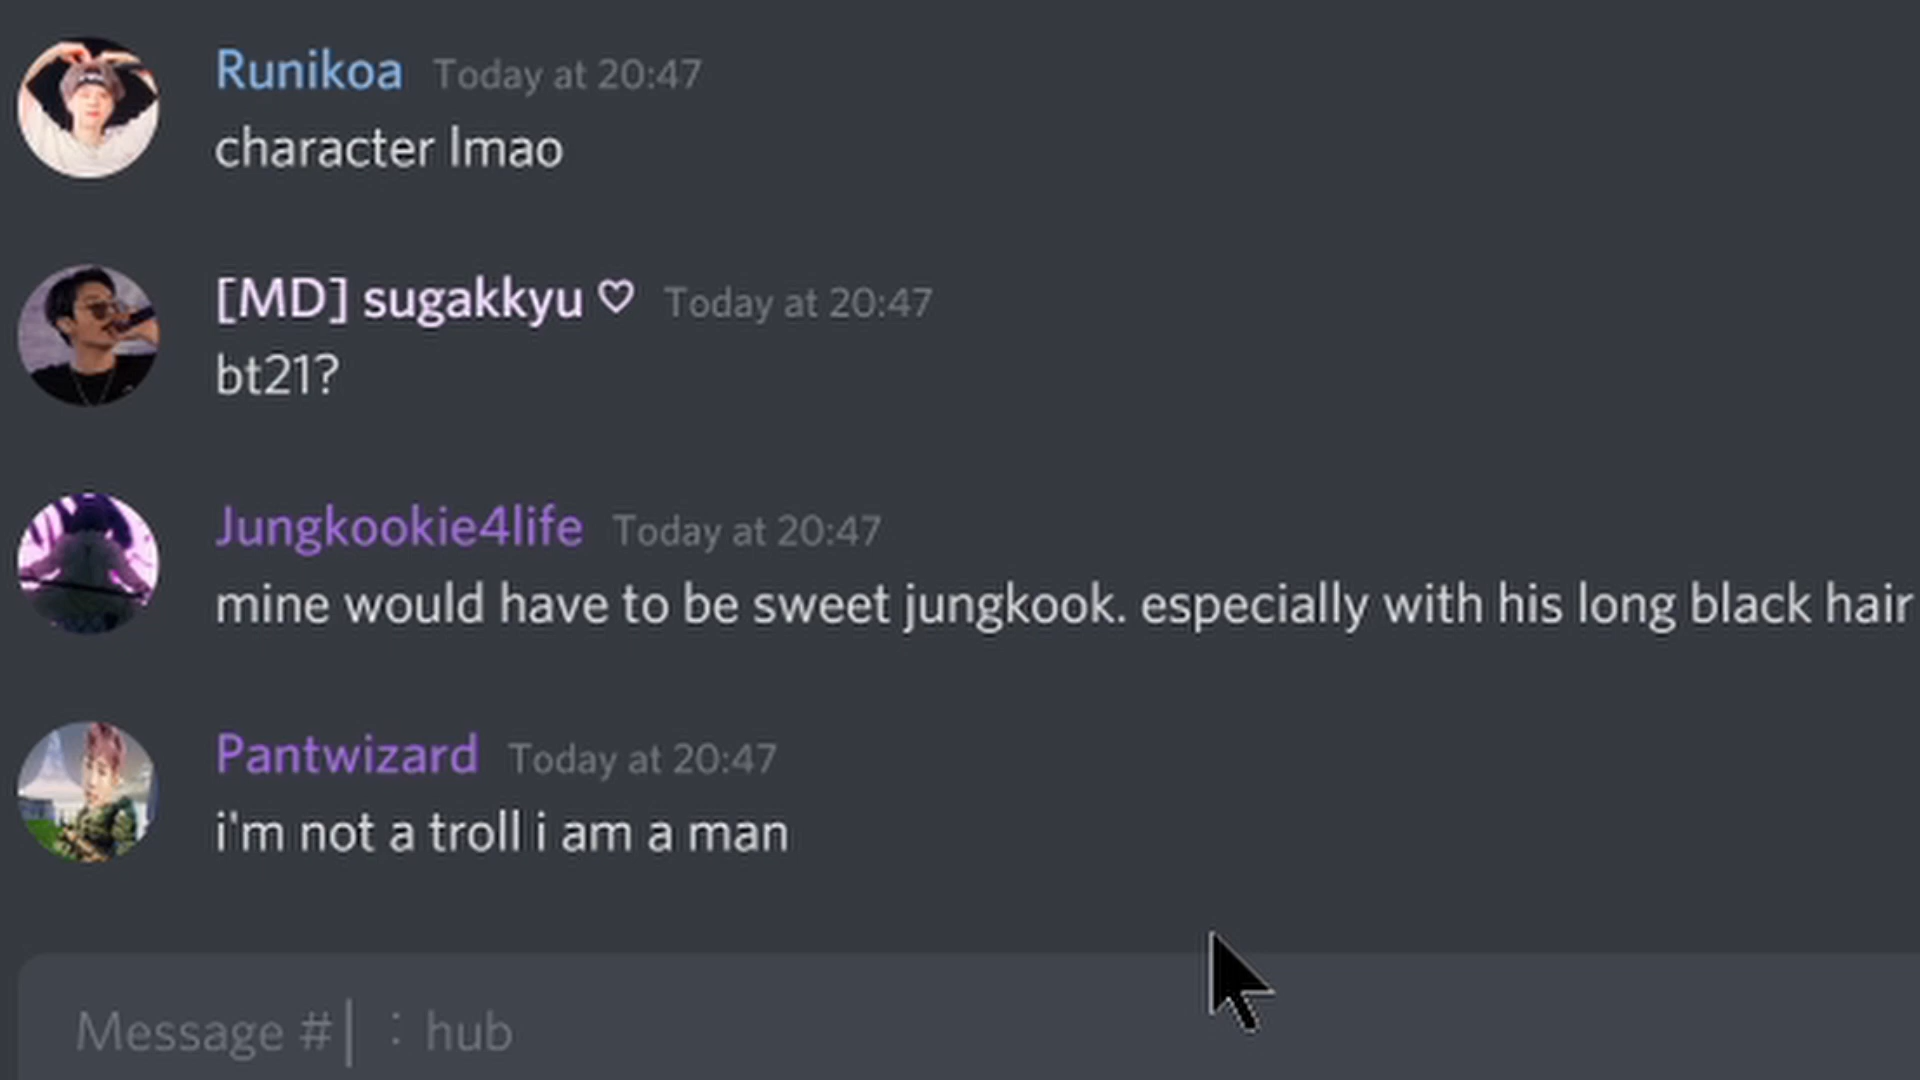 Runikoa Today at 20:47
character lmao
[MD] sugakkyu ♡ Today at 20:47
bt21?
Jungkookie4life Today at 20:47
mine would have to be sweet jungkook. especially with his long black hair
Pantwizard Today at 20:47
i'm not a troll i am a man
Message #│ : hub